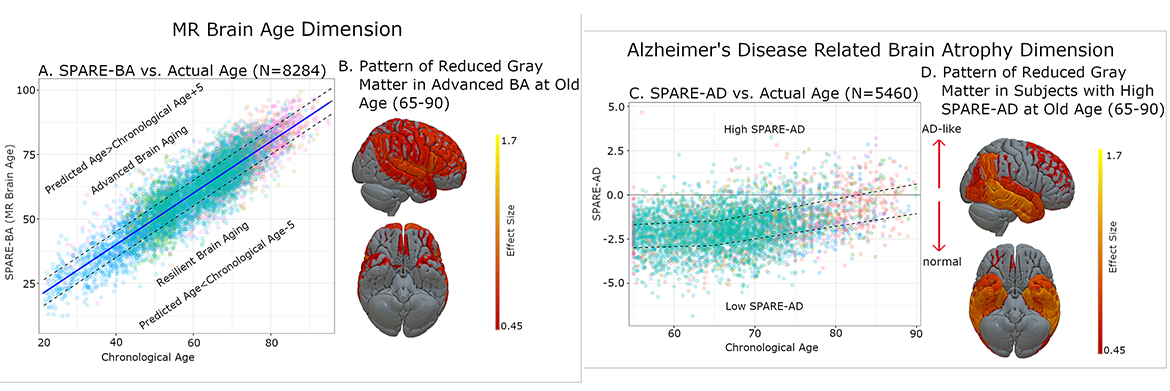 MR Brain Age Dimension
A. SPARE-BA vs. Actual Age (N=8284)
SPARE-BA (MR Brain Age)
100
75
50
25
Predicted Age>Chronological Age+5
Advanced Brain Aging
Resilient Brain Aging
Predicted Age<Chronological Age-5
20
40
60
80
Chronological Age
B. Pattern of Reduced Gray
Matter in Advanced BA at Old
Age (65-90)
1.7
Effect Size
0.45
Alzheimer's Disease Related Brain Atrophy Dimension
C. SPARE-AD vs. Actual Age (N=5460)
SPARE-AD
5.0
2.5
0.0
-2.5
-5.0
High SPARE-AD
Low SPARE-AD
60
70
80
90
Chronological Age
D. Pattern of Reduced Gray
Matter in Subjects with High
SPARE-AD at Old Age (65-90)
AD-like
normal
1.7
Effect Size
0.45